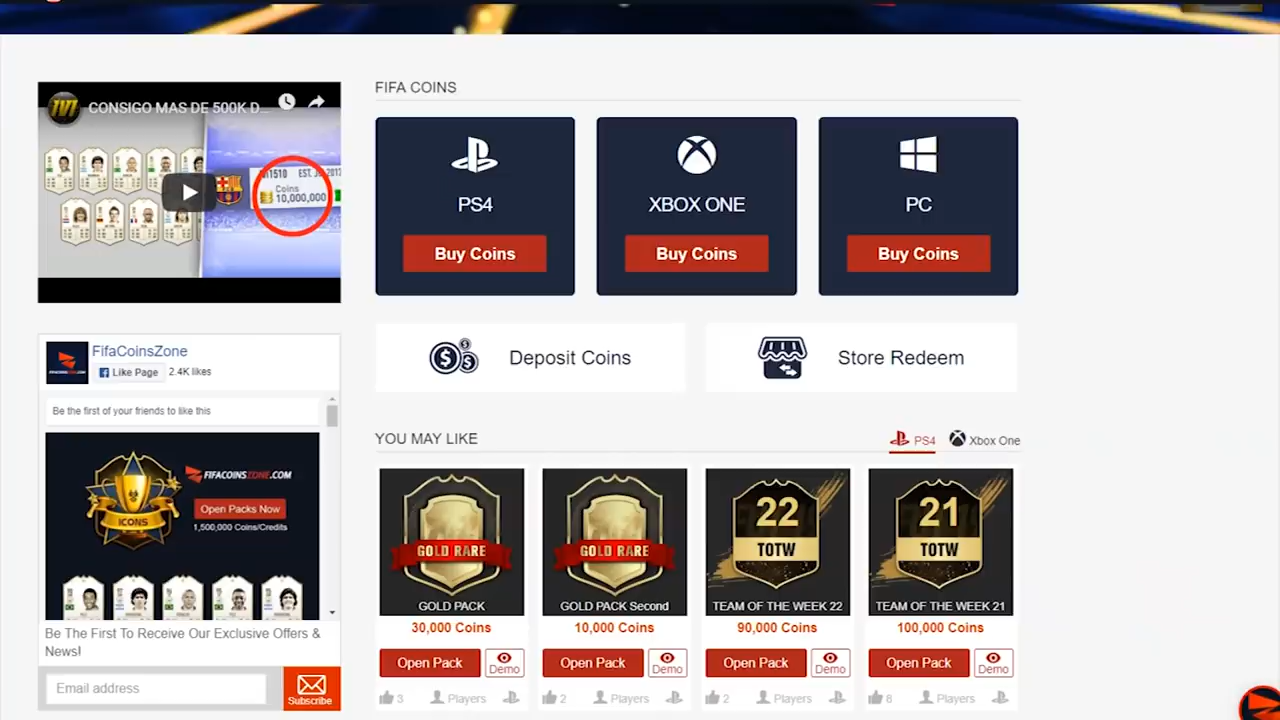 CONSIGO MAS DE 500K D...
EST. JUL 2017
Coins
10,000,000
FifaCoinsZone
Like Page
2.4K likes
Be the first of your friends to like this
FIFACOINSZONE.COM
Open Packs Now
1,500,000 Coins/Credits
ICONS
Be The First To Receive Our Exclusive Offers &
News!
Email address
Subscribe
FIFA COINS
PS4
XBOX ONE
PC
Buy Coins
Buy Coins
Buy Coins
Deposit Coins
Store Redeem
YOU MAY LIKE
PS4
Xbox One
GOLD RARE
GOLD PACK
30,000 Coins
Open Pack
Demo
3
Players
GOLD RARE
GOLD PACK Second
10,000 Coins
Open Pack
Demo
2
Players
22
TOTW
TEAM OF THE WEEK 22
90,000 Coins
Open Pack
Demo
2
Players
21
TOTW
TEAM OF THE WEEK 21
100,000 Coins
Open Pack
Demo
8
Players